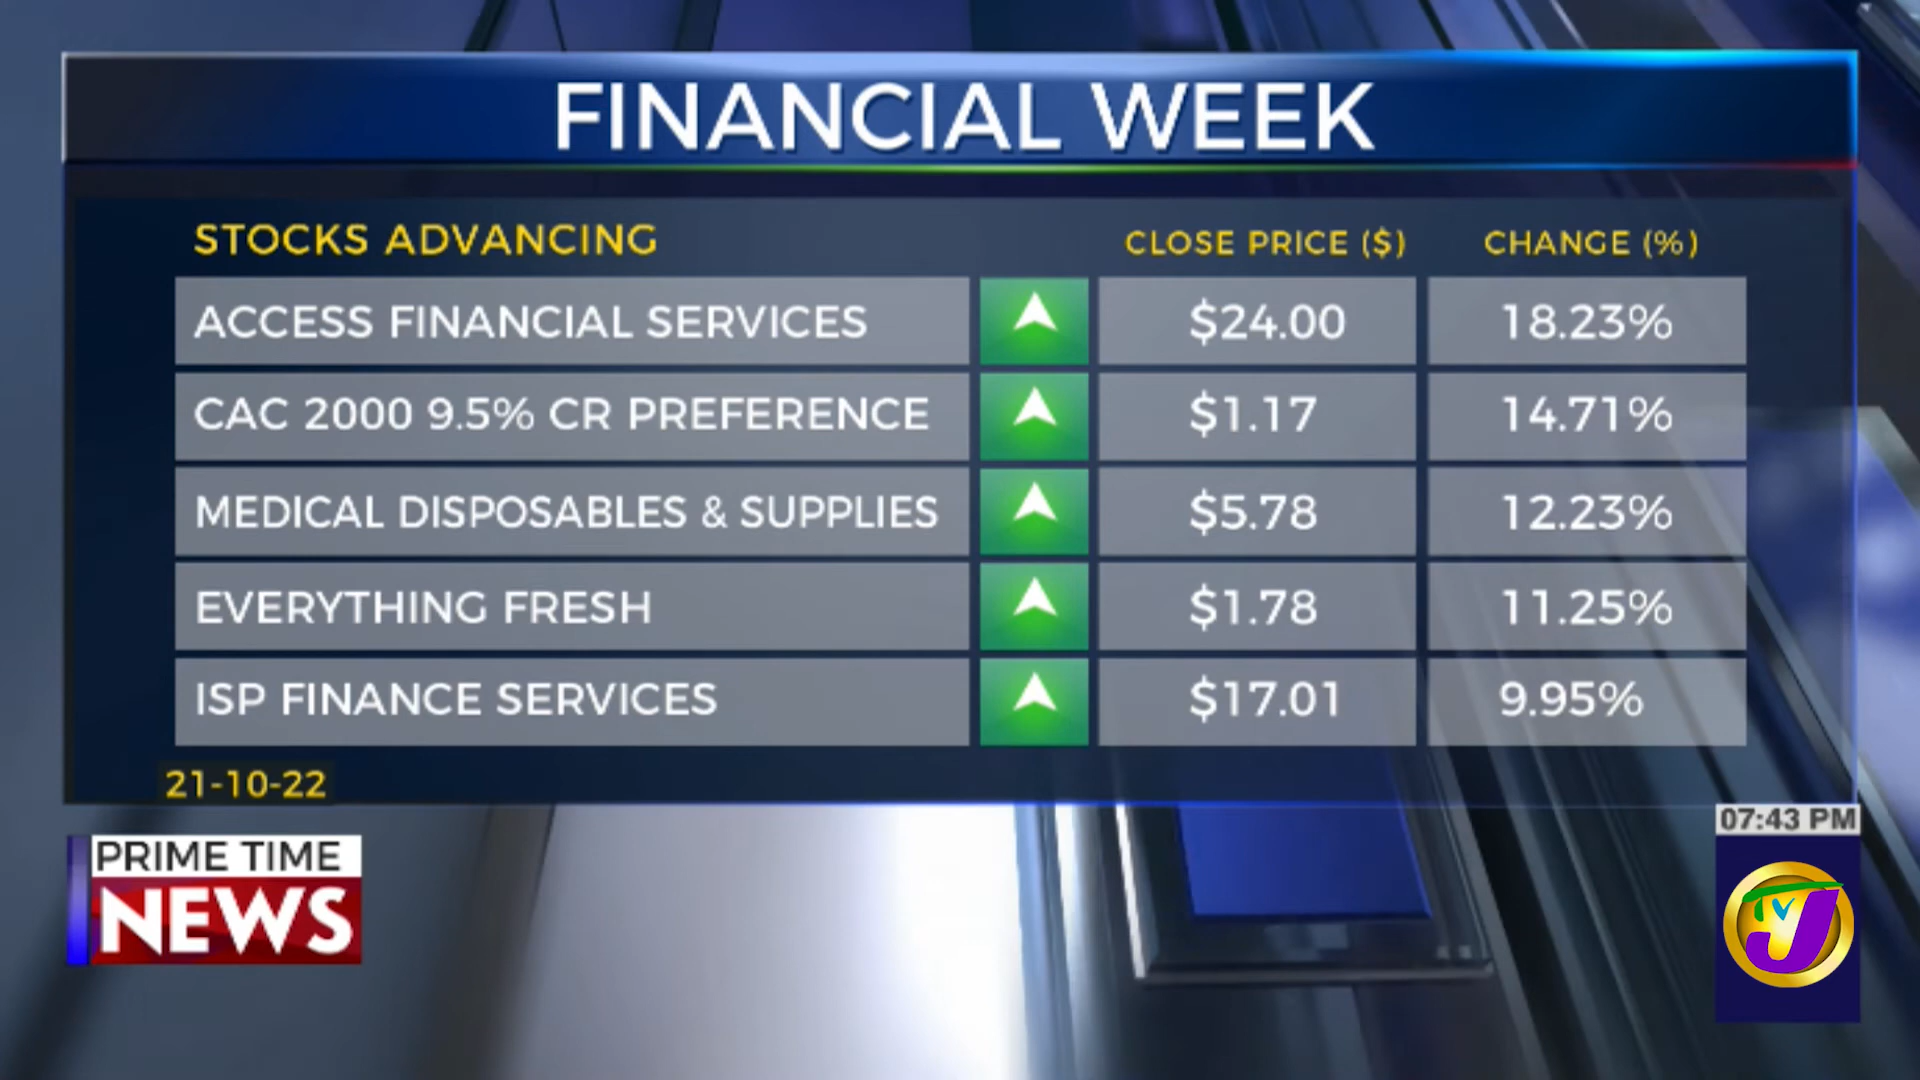 FINANCIAL WEEK
STOCKS ADVANCING CLOSE PRICE ($) CHANGE (%)
ACCESS FINANCIAL SERVICES $24.00 18.23%
CAC 2000 9.5% CR PREFERENCE $1.17 14.71%
MEDICAL DISPOSABLES & SUPPLIES $5.78 12.23%
EVERYTHING FRESH $1.78 11.25%
ISP FINANCE SERVICES $17.01 9.95%
21-10-22
07:43 PM
PRIME TIME
NEWS
TVJ